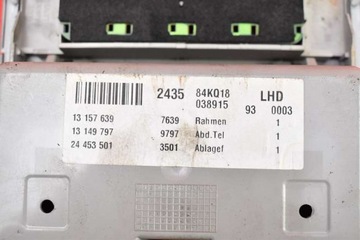 2435 84KQ18 LHD
038915 93 0003
13 157 639 7639 Rahmen 1
13 149 797 9797 Abd.Tel 1
24 453 501 3501 Ablagef 1